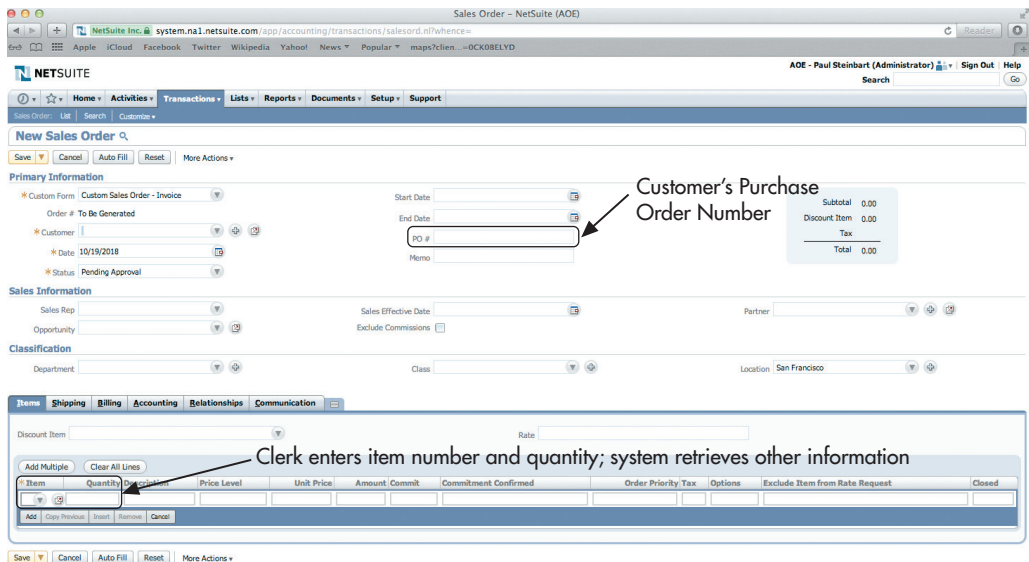 Sales Order – NetSuite (AOE)
NetSuite Inc. system.na1.netsuite.com/app/accounting/transactions/salesord.nl?whence= Reader
Apple iCloud Facebook Twitter Wikipedia Yahoo! News Popular maps?clien...=0CK0BELYD
NETSUITE
AOE - Paul Steinbart (Administrator) Sign Out Help
Search Go
Home Activities Transactions Lists Reports Documents Setup Support
Sales Order: List Search Customize
New Sales Order
Save Cancel Auto Fill Reset More Actions
Primary Information
* Custom Form Custom Sales Order - Invoice
Order # To Be Generated
* Customer
* Date 10/19/2018
* Status Pending Approval
Start Date
End Date
PO #
Memo
Customer's Purchase
Order Number
Subtotal 0.00
Discount Item 0.00
Tax
Total 0.00
Sales Information
Sales Rep Sales Effective Date Partner
Opportunity Exclude Commissions
Classification
Department Class Location San Francisco
Items Shipping Billing Accounting Relationships Communication
Discount Item Rate
Clerk enters item number and quantity; system retrieves other information
Add Multiple Clear All Lines
* Item Quantity Description Price Level Unit Price Amount Commit Commitment Confirmed Order Priority Tax Options Exclude Item from Rate Request Closed
Add Copy Previous Insert Remove Cancel
Save Cancel Auto Fill Reset More Actions